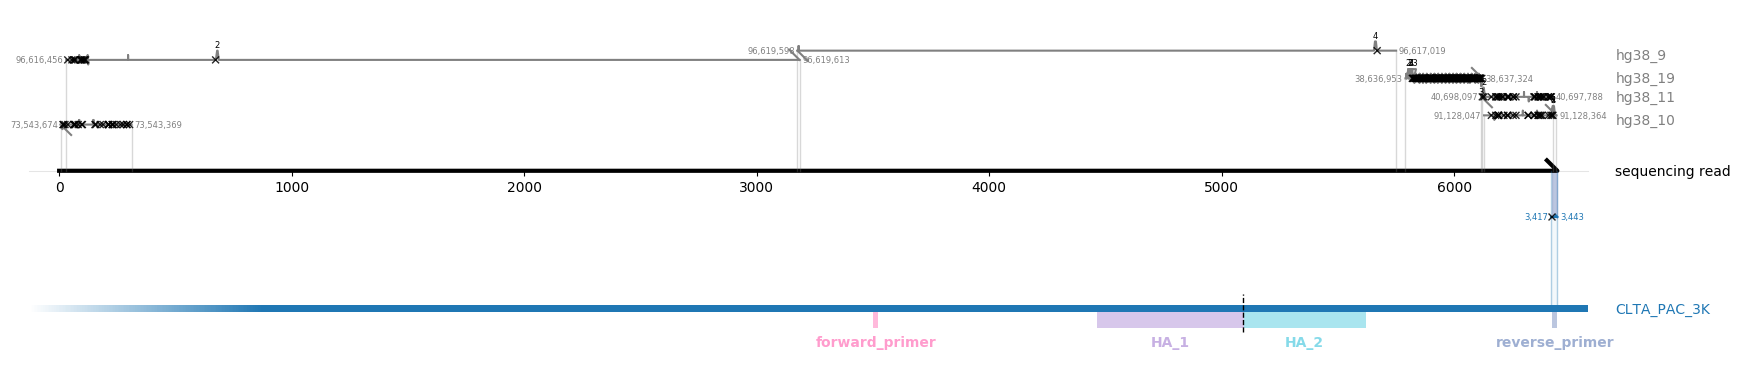 2
4
96,619,598
96,617,019
hg38_9
96,616,456
96,619,613
38,636,953
38,637,324
hg38_19
40,698,097
40,697,788
hg38_11
91,128,047
91,128,364
hg38_10
73,543,674
73,543,369
sequencing read
0 1000 2000 3000 4000 5000 6000
3,417
3,443
CLTA_PAC_3K
forward_primer
HA_1
HA_2
reverse_primer